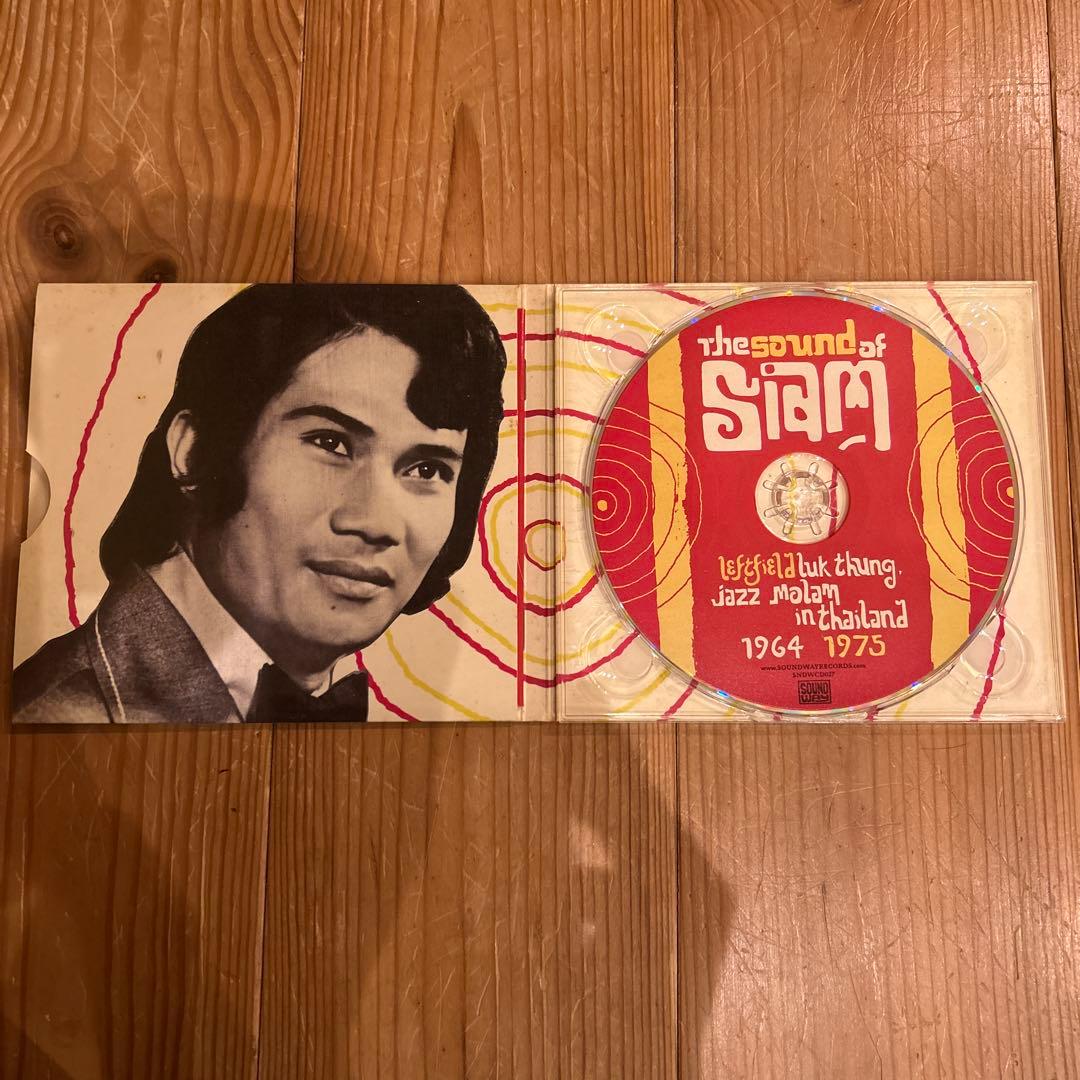 The sound of
Siam
leftfield luk thung,
jazz molam
in thailand
1964 1975
www.SOUNDWAYRECORDS.com
SNDWCD027
SOUND
WAY